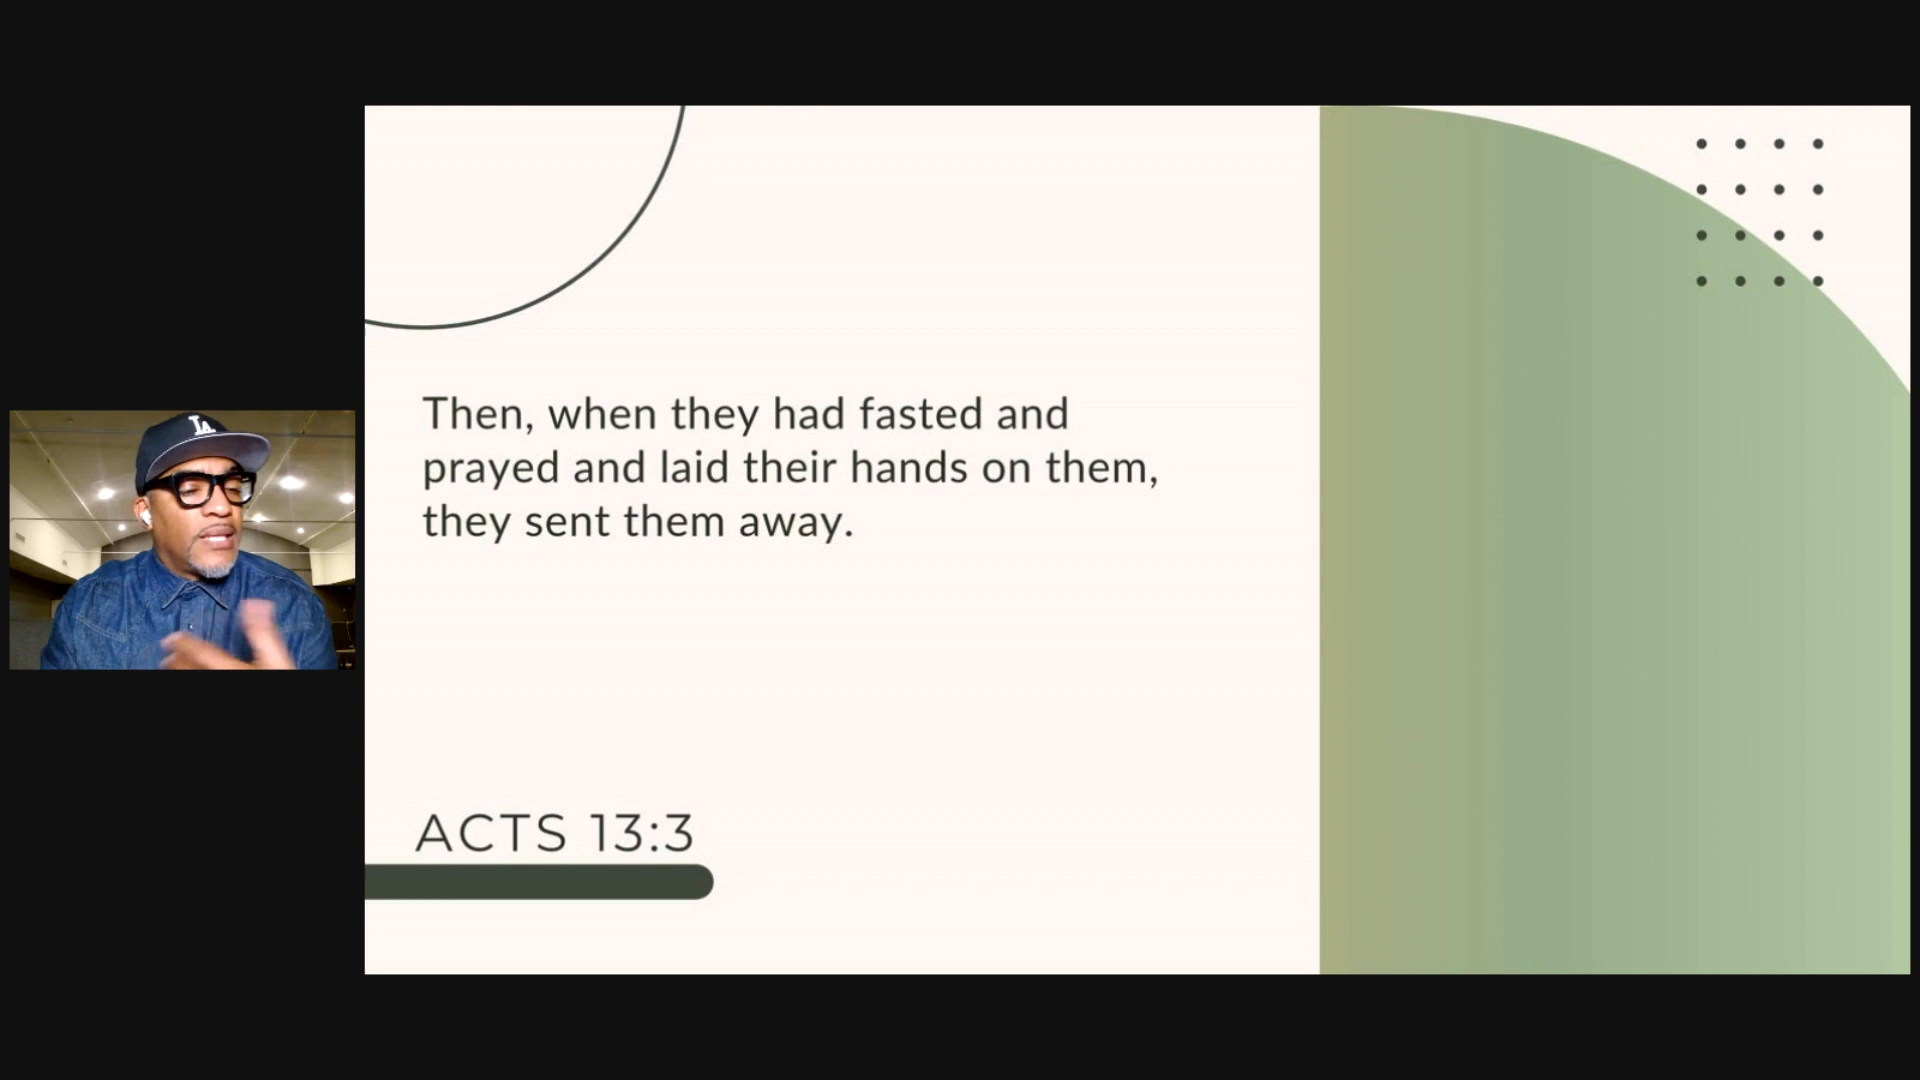 LA
Then, when they had fasted and
prayed and laid their hands on them,
they sent them away.
ACTS 13:3